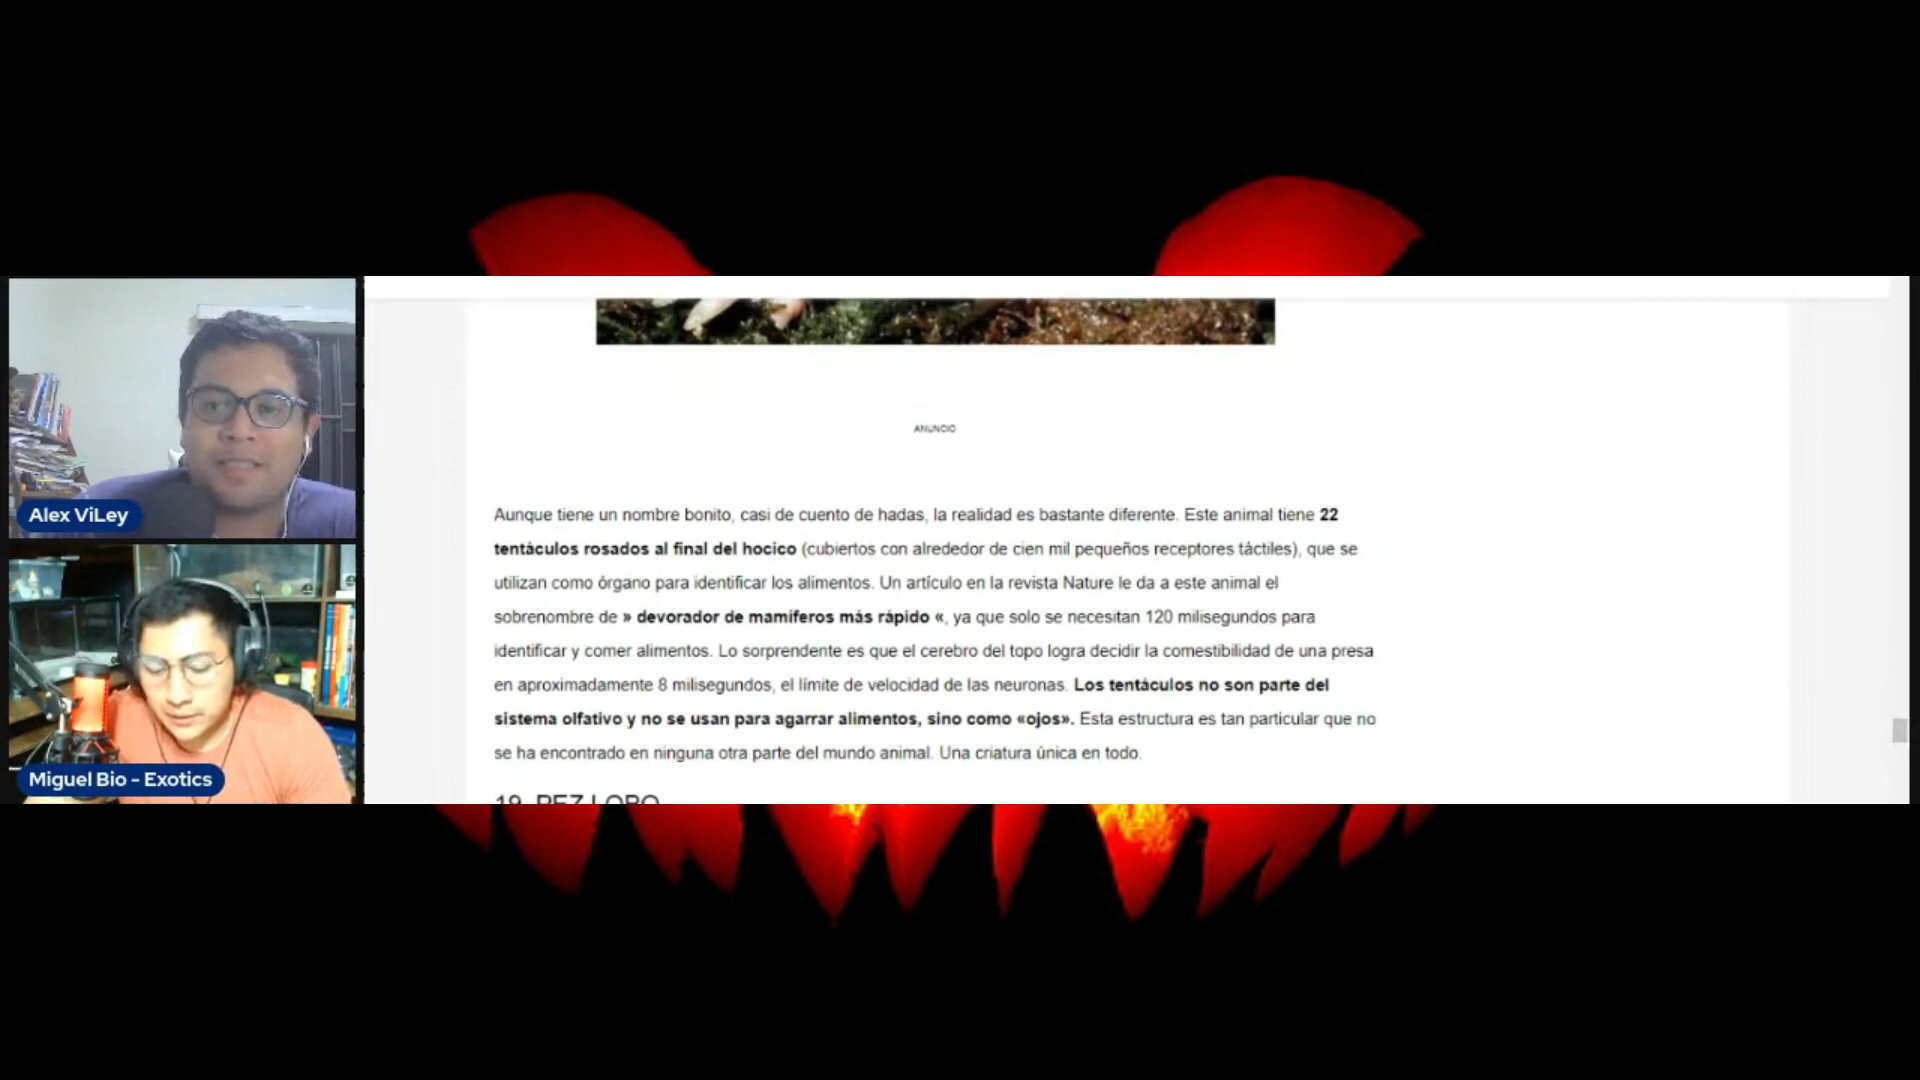 Alex ViLey
Miguel Bio - Exotics
ANUNCIO
Aunque tiene un nombre bonito, casi de cuento de hadas, la realidad es bastante diferente. Este animal tiene 22
tentáculos rosados al final del hocico (cubiertos con alrededor de cien mil pequeños receptores táctiles), que se
utilizan como órgano para identificar los alimentos. Un artículo en la revista Nature le da a este animal el
sobrenombre de » devorador de mamíferos más rápido «, ya que solo se necesitan 120 milisegundos para
identificar y comer alimentos. Lo sorprendente es que el cerebro del topo logra decidir la comestibilidad de una presa
en aproximadamente 8 milisegundos, el límite de velocidad de las neuronas. Los tentáculos no son parte del
sistema olfativo y no se usan para agarrar alimentos, sino como «ojos». Esta estructura es tan particular que no
se ha encontrado en ninguna otra parte del mundo animal. Una criatura única en todo.
19. PEZ LOBO